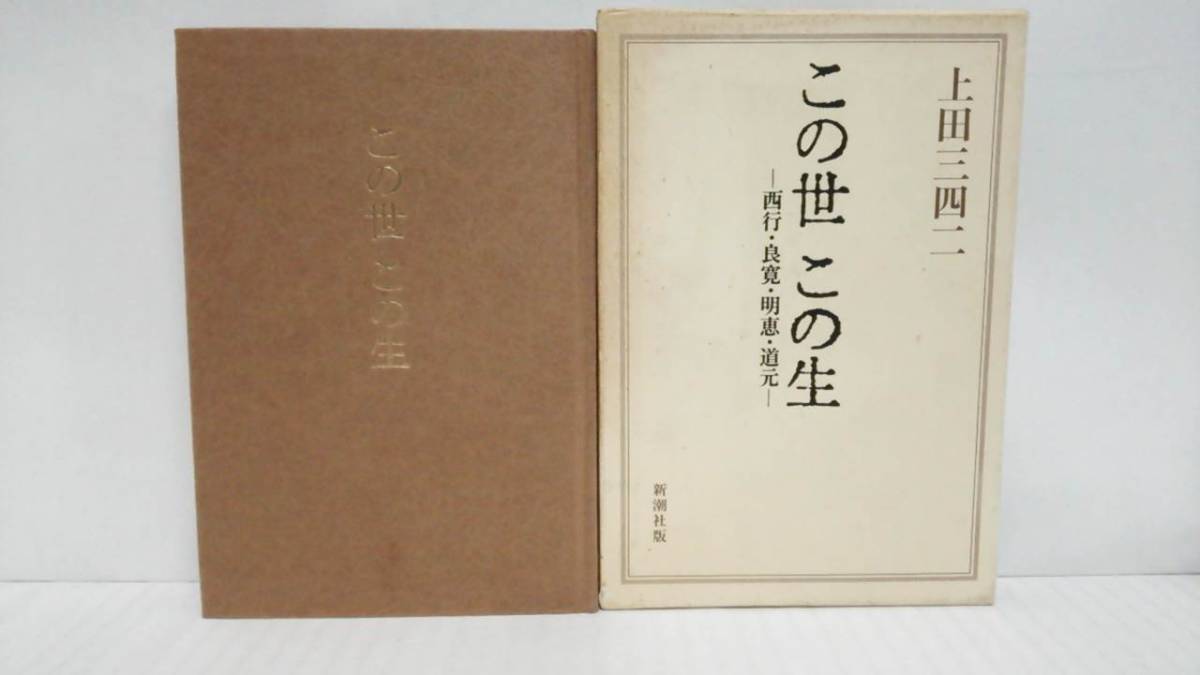 この世 この生
上田三四二
この世 この生
―西行・良寛・明恵・道元―
新潮社版